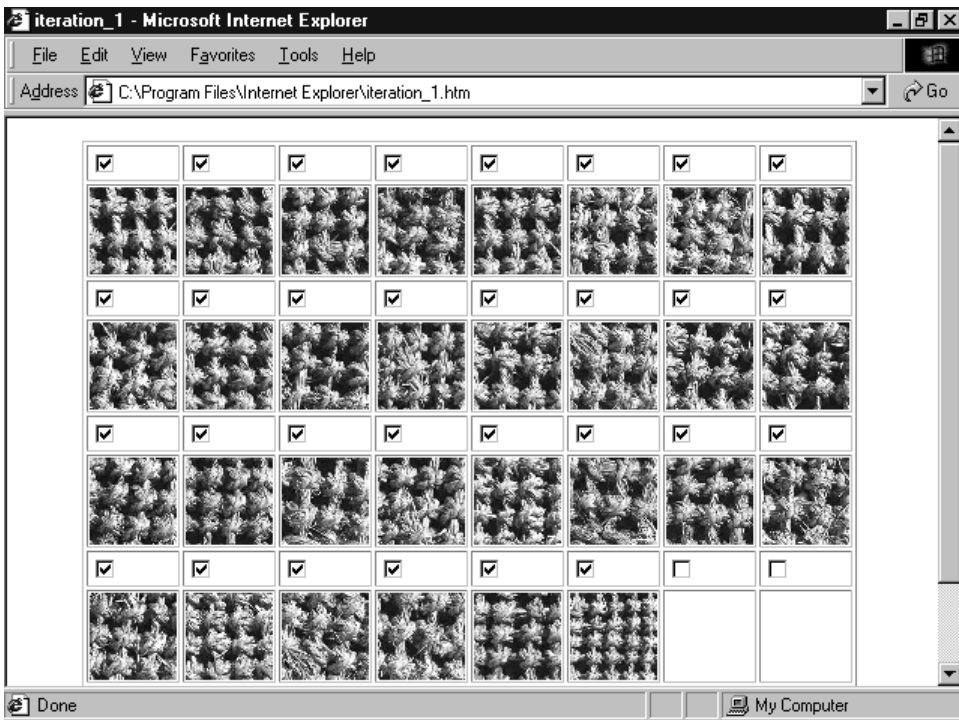 iteration_1 - Microsoft Internet Explorer
File Edit View Favorites Tools Help
Address C:\Program Files\Internet Explorer\iteration_1.htm Go
Done My Computer